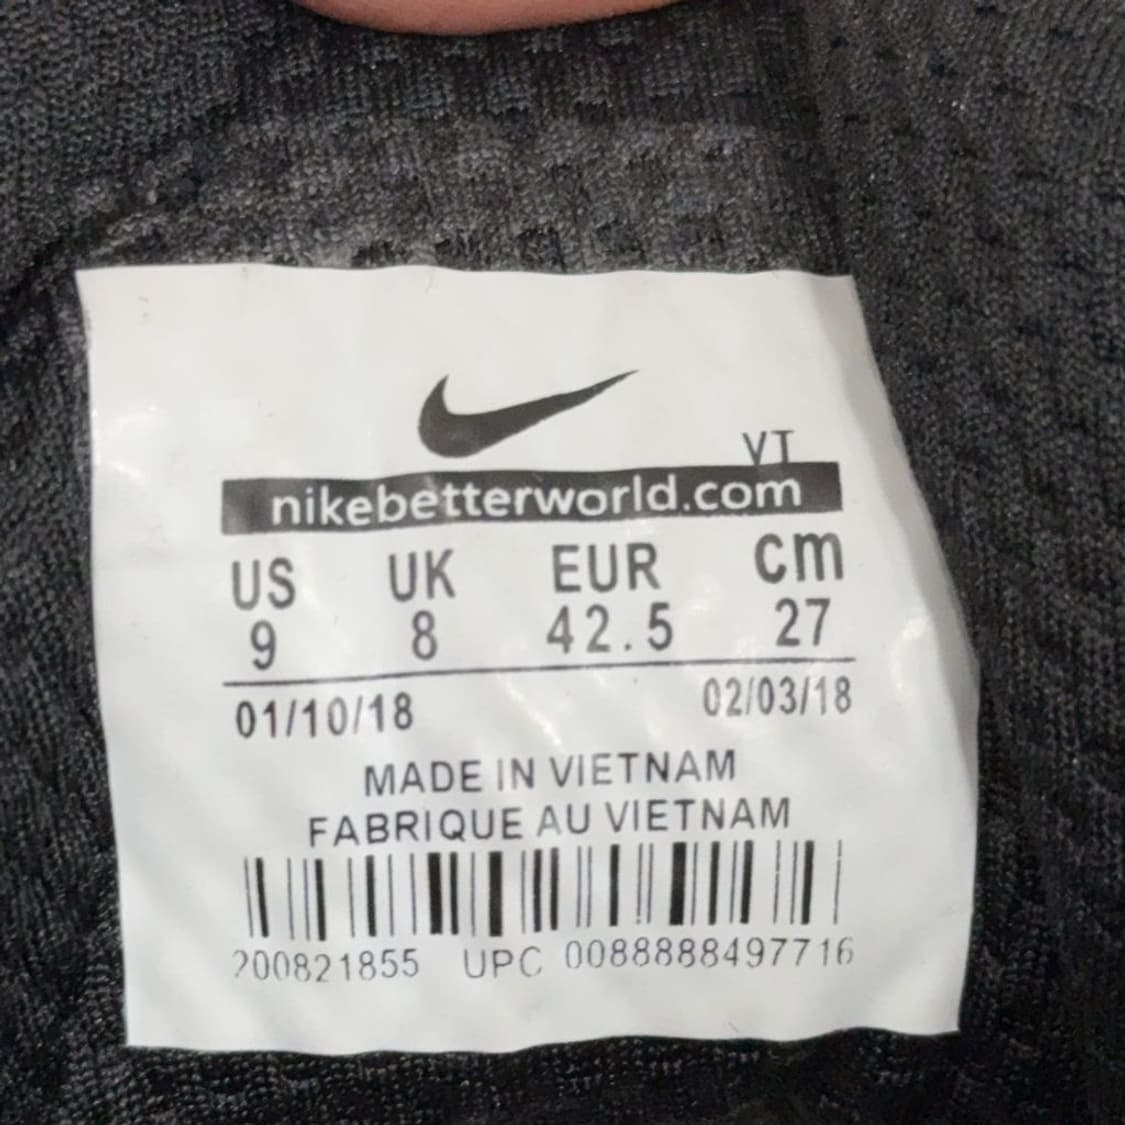 VT
nikebetterworld.com
US UK EUR cm
9 8 42.5 27
01/10/18 02/03/18
MADE IN VIETNAM
FABRIQUE AU VIETNAM
200821855 UPC 0088888497716